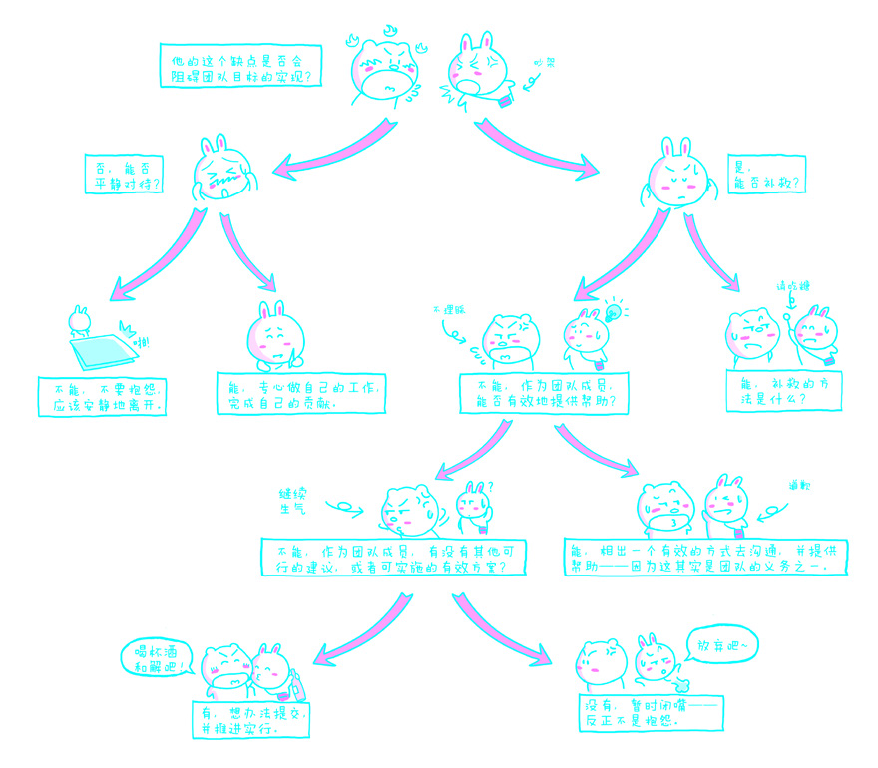 他的这个缺点是否会
阻碍团队目标的实现?
吵架
否，能否
平静对待?
是，
能否补救?
啪!
不理睬
请点穗
不能，不要抱怨，
应该安静地离开。
能，专心做自己的工作，
完成自己的贡献。
不能，作为团队成员，
能否有效地提供帮助?
能，补救的方
法是什么?
继续
生气
?
道歉
不能，作为团队成员，有没有其他可
行的建议，或者可实施的有效方案?
能，相出一个有效的方式去沟通，并提供
帮助——因为这其实是团队的义务之一。
喝杯酒
和解吧!
放弃吧~
有，想办法提交，
并推进实行。
没有，暂时闭嘴——
反正不是抱怨。